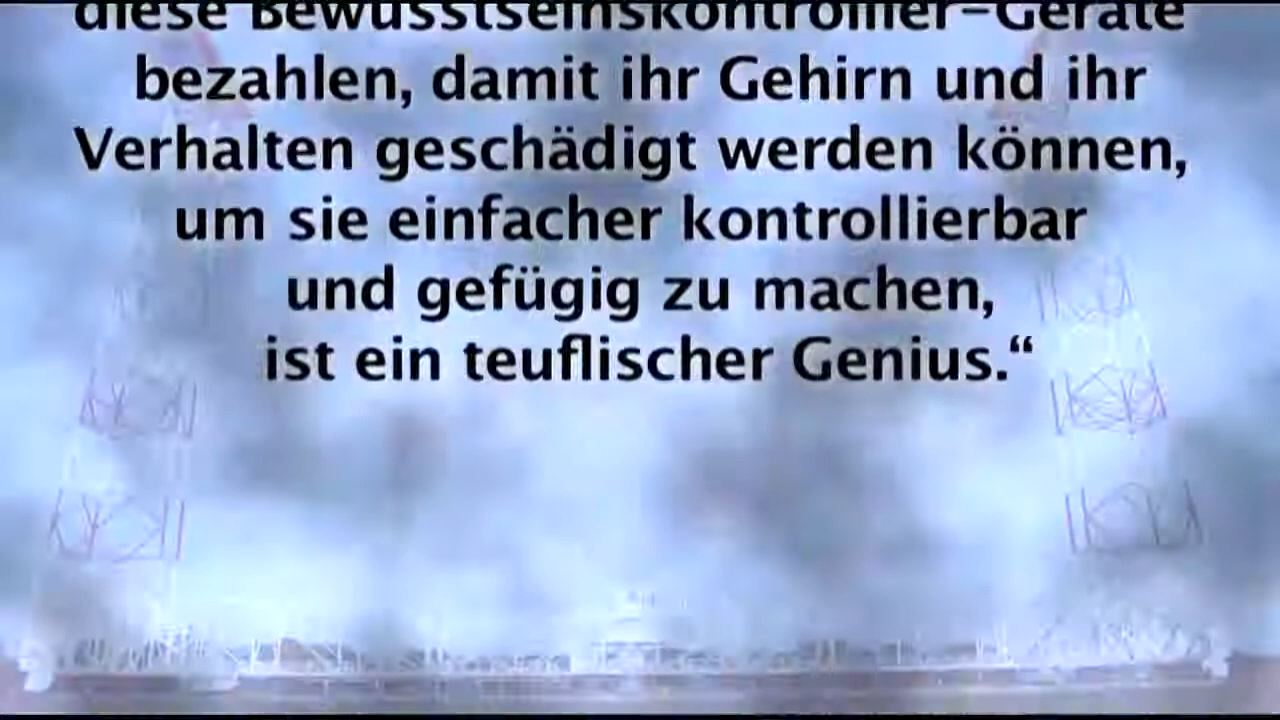 diese Bewusstseinskontrollier-Geräte
bezahlen, damit ihr Gehirn und ihr
Verhalten geschädigt werden können,
um sie einfacher kontrollierbar
und gefügig zu machen,
ist ein teuflischer Genius.“